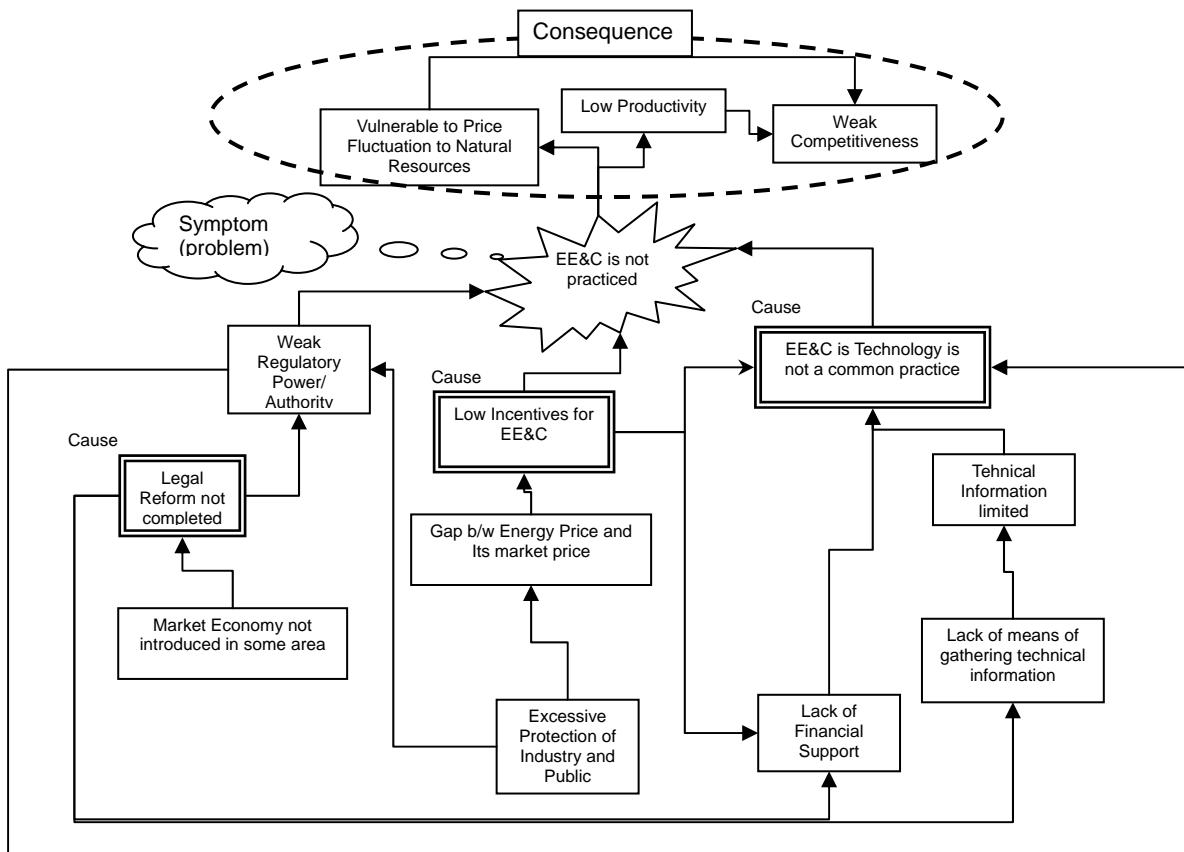 Consequence
Vulnerable to Price
Fluctuation to Natural
Resources
Low Productivity
Weak
Competitiveness
Symptom
(problem)
EE&C is not
practiced
Weak
Regulatory
Power/
Authority
Cause
Low Incentives for
EE&C
Cause
EE&C is Technology is
not a common practice
Cause
Legal
Reform not
completed
Gap b/w Energy Price and
Its market price
Tehnical
Information
limited
Market Economy not
introduced in some area
Lack of means of
gathering technical
information
Excessive
Protection of
Industry and
Public
Lack of
Financial
Support